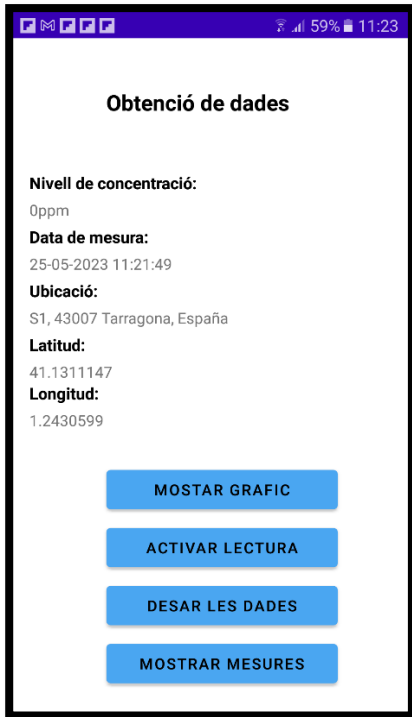 59% 11:23
Obtenció de dades
Nivell de concentració:
0ppm
Data de mesura:
25-05-2023 11:21:49
Ubicació:
S1, 43007 Tarragona, España
Latitud:
41.1311147
Longitud:
1.2430599
MOSTAR GRAFIC
ACTIVAR LECTURA
DESAR LES DADES
MOSTRAR MESURES